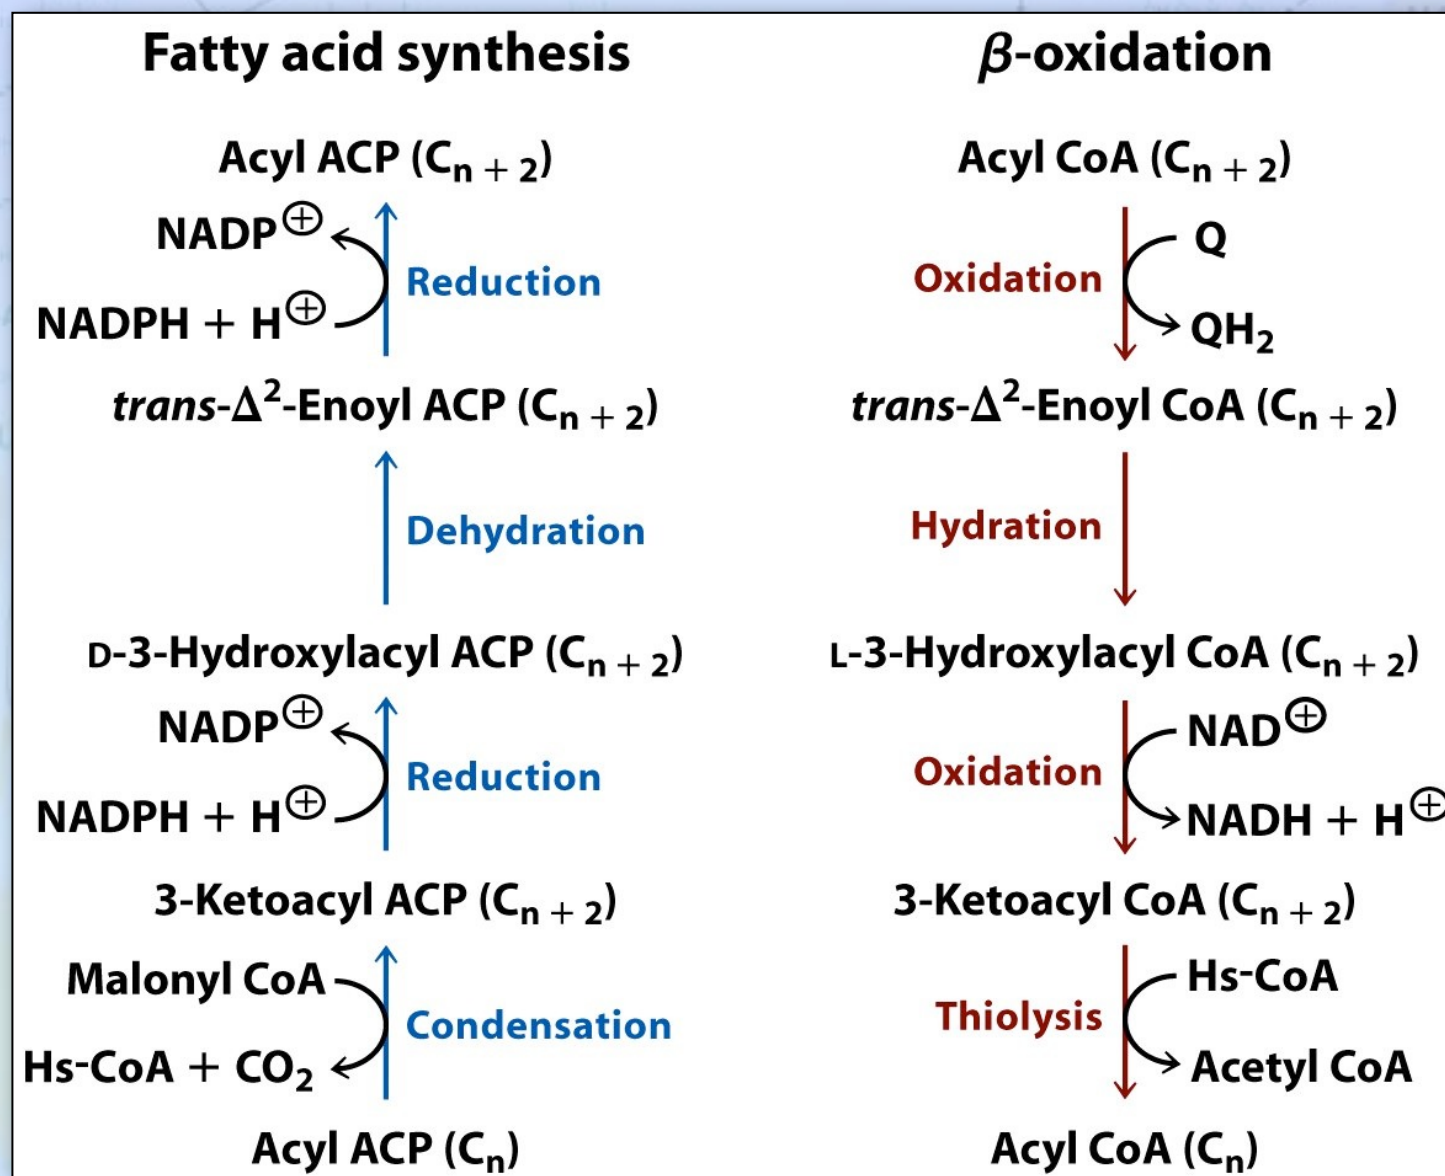 Fatty acid synthesis
Acyl ACP (Cn + 2)
NADP⊕
Reduction
NADPH + H⊕
trans-Δ²-Enoyl ACP (Cn + 2)
Dehydration
D-3-Hydroxylacyl ACP (Cn + 2)
NADP⊕
Reduction
NADPH + H⊕
3-Ketoacyl ACP (Cn + 2)
Malonyl CoA
Condensation
Hs-CoA + CO₂
Acyl ACP (Cn)
β-oxidation
Acyl CoA (Cn + 2)
Q
Oxidation
QH₂
trans-Δ²-Enoyl CoA (Cn + 2)
Hydration
L-3-Hydroxylacyl CoA (Cn + 2)
NAD⊕
Oxidation
NADH + H⊕
3-Ketoacyl CoA (Cn + 2)
Hs-CoA
Thiolysis
Acetyl CoA
Acyl CoA (Cn)